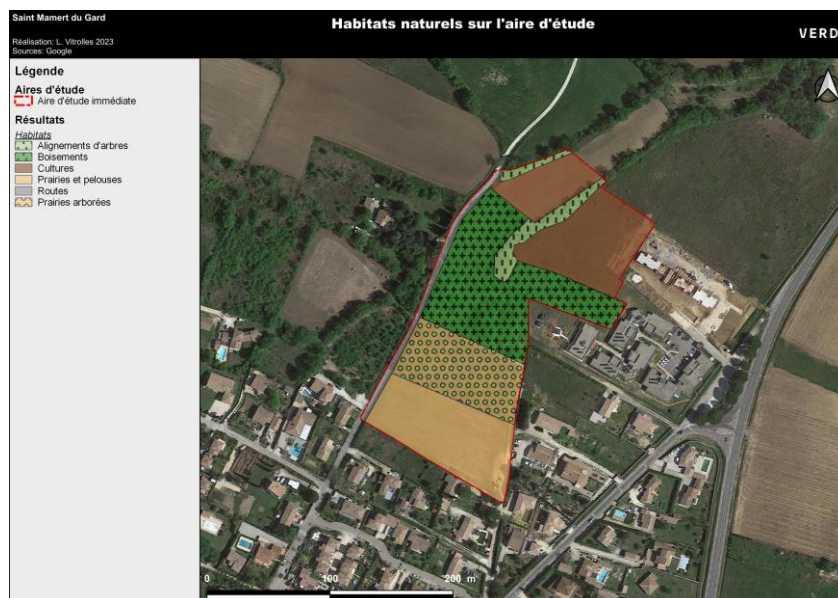 Saint Mamert du Gard
Habitats naturels sur l'aire d'étude
VERD
Réalisation: L. Vitrolles 2023
Sources: Google
Légende
Aires d'étude
Aire d'étude immédiate
Résultats
Habitats
Alignements d'arbres
Boisements
Cultures
Prairies et pelouses
Routes
Prairies arborées
0 100 200 m